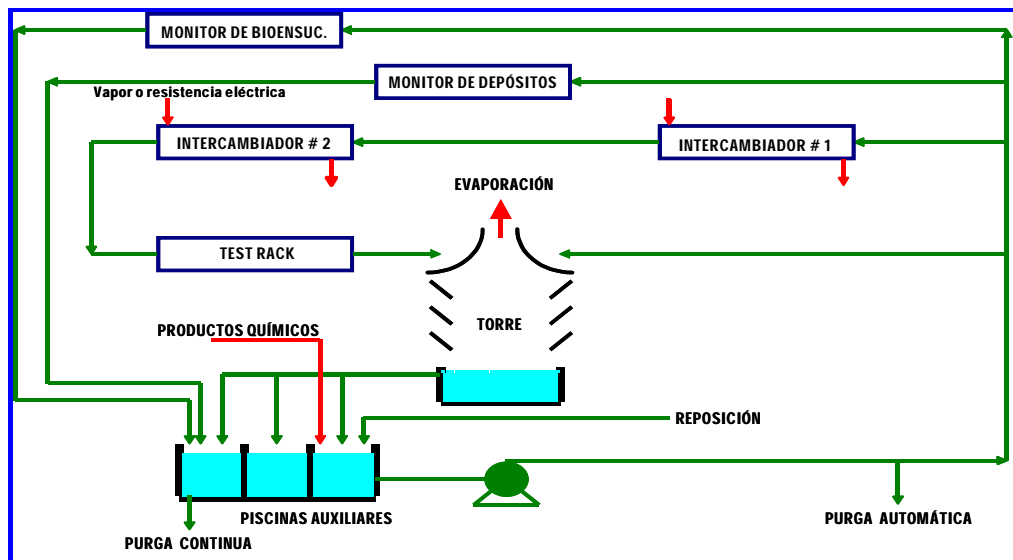 MONITOR DE BIOENSUC.
MONITOR DE DEPÓSITOS
Vapor o resistencia eléctrica
INTERCAMBIADOR # 2
INTERCAMBIADOR # 1
EVAPORACIÓN
TEST RACK
TORRE
PRODUCTOS QUÍMICOS
REPOSICIÓN
PISCINAS AUXILIARES
PURGA AUTOMÁTICA
PURGA CONTINUA